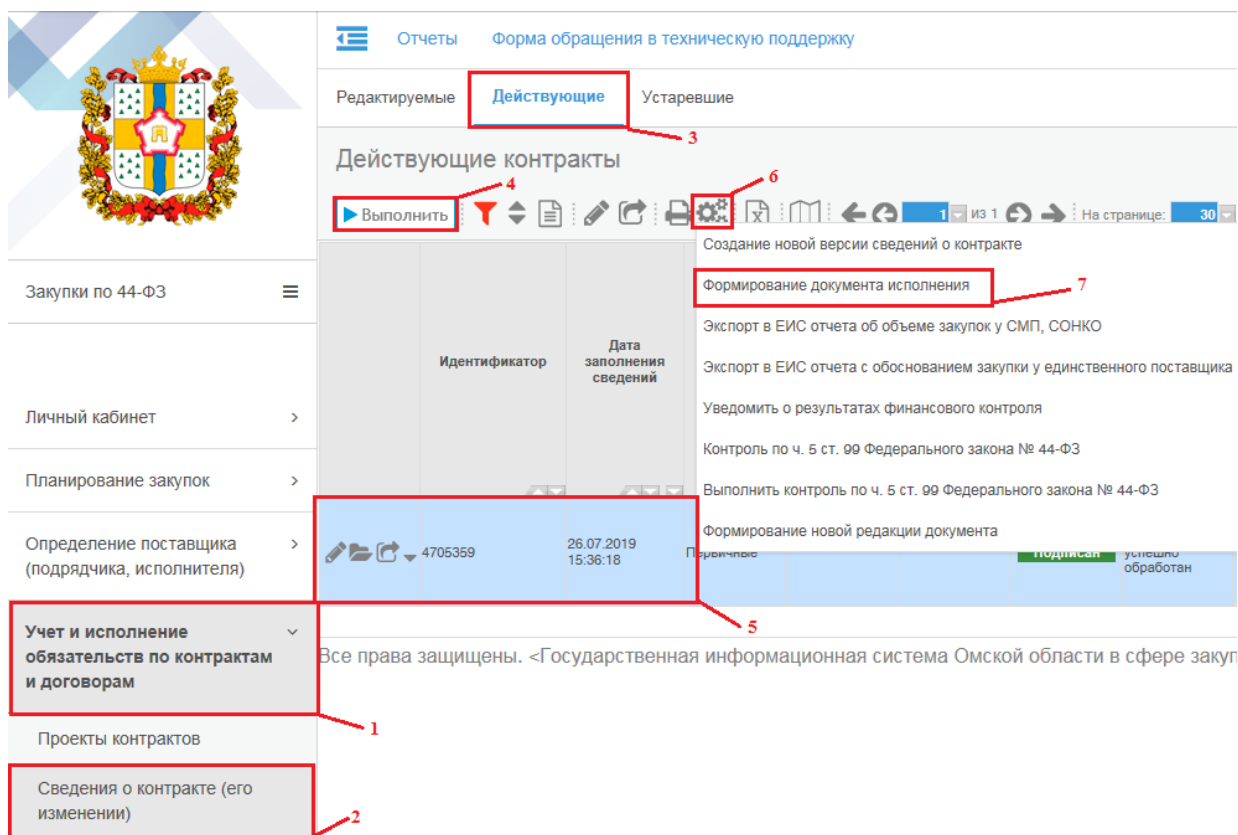 Отчеты Форма обращения в техническую поддержку
Редактируемые Действующие Устаревшие
3
Действующие контракты
4
6
Выполнить 1 из 1 На странице: 30
Создание новой версии сведений о контракте
Формирование документа исполнения
7
Экспорт в ЕИС отчета об объеме закупок у СМП, СОНКО
Экспорт в ЕИС отчета с обоснованием закупки у единственного поставщика
Уведомить о результатах финансового контроля
Контроль по ч. 5 ст. 99 Федерального закона № 44-ФЗ
Выполнить контроль по ч. 5 ст. 99 Федерального закона № 44-ФЗ
Формирование новой редакции документа
Идентификатор
Дата
заполнения
сведений
4705359
26.07.2019
15:36:18
Первичные
Подписан
успешно
обработан
5
Все права защищены. <Государственная информационная система Омской области в сфере закуп
Закупки по 44-ФЗ
Личный кабинет
Планирование закупок
Определение поставщика
(подрядчика, исполнителя)
Учет и исполнение
обязательств по контрактам
и договорам
1
Проекты контрактов
Сведения о контракте (его
изменении)
2